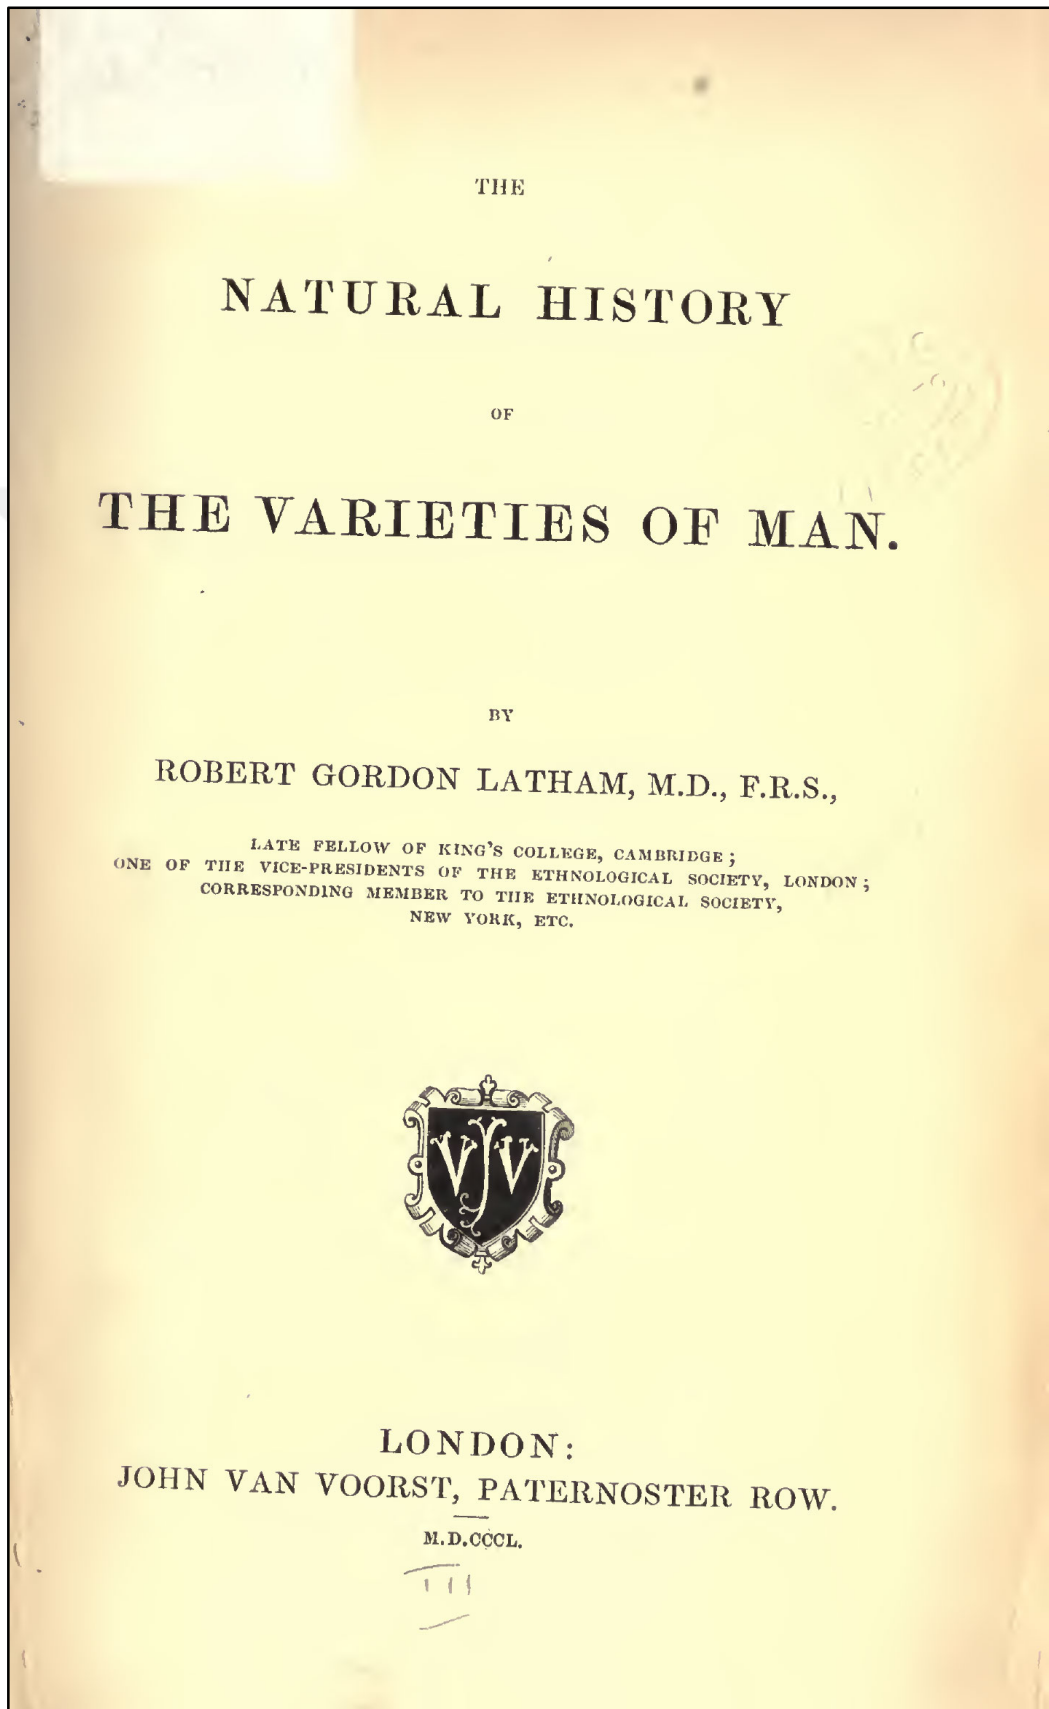 THE
NATURAL HISTORY
OF
THE VARIETIES OF MAN.
BY
ROBERT GORDON LATHAM, M.D., F.R.S.,
LATE FELLOW OF KING'S COLLEGE, CAMBRIDGE;
ONE OF THE VICE-PRESIDENTS OF THE ETHNOLOGICAL SOCIETY, LONDON;
CORRESPONDING MEMBER TO THE ETHNOLOGICAL SOCIETY,
NEW YORK, ETC.
VJV
LONDON:
JOHN VAN VOORST, PATERNOSTER ROW.
M.D.CCCL.
III